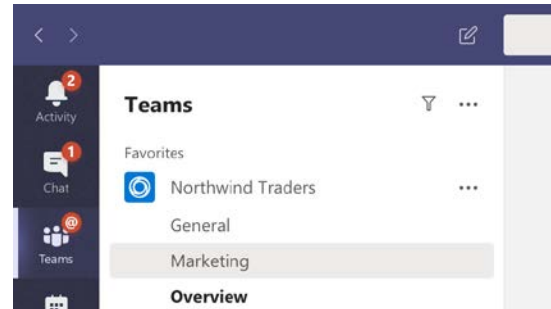 2
Activity
1
Chat
@
Teams
Teams
Favorites
Northwind Traders
General
Marketing
Overview